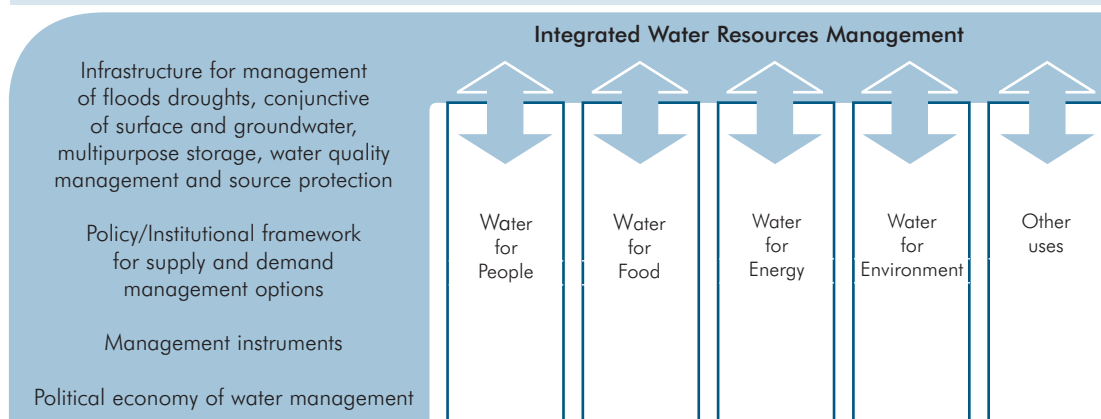 Integrated Water Resources Management
Infrastructure for management
of floods droughts, conjunctive
of surface and groundwater,
multipurpose storage, water quality
management and source protection
Policy/Institutional framework
for supply and demand
management options
Management instruments
Political economy of water management
Water
for
People
Water
for
Food
Water
for
Energy
Water
for
Environment
Other
uses